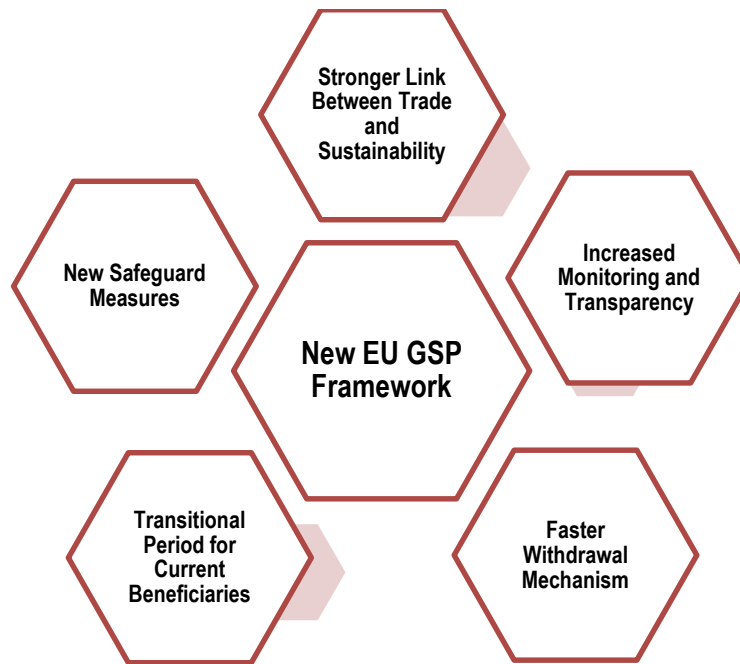 Stronger Link
Between Trade
and
Sustainability
New Safeguard
Measures
Increased
Monitoring and
Transparency
New EU GSP
Framework
Transitional
Period for
Current
Beneficiaries
Faster
Withdrawal
Mechanism